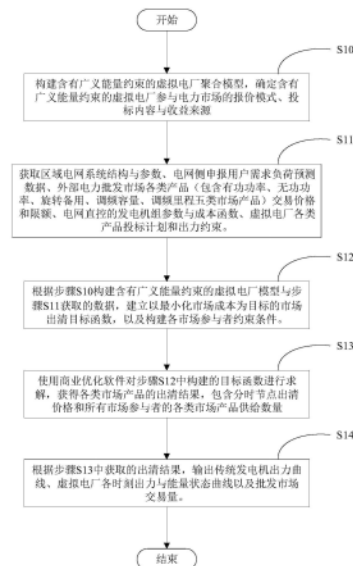 开始
S10
构建含有广义能量约束的虚拟电厂聚合模型，确定含有
广义能量约束的虚拟电厂参与电力市场的报价模式、投
标内容与收益来源
S11
获取区域电网系统结构与参数、电网侧申报用户需求负荷预测
数据、外部电力批发市场各类产品（包含有功功率、无功功
率、旋转备用、调频容量、调频里程五类市场产品）交易价格
和限额、电网直控的发电机组参数与成本函数、虚拟电厂各类
产品投标计划和出力约束。
S12
根据步骤S10构建含有广义能量约束的虚拟电厂模型与步
骤S11获取的数据，建立以最小化市场成本为目标的市场
出清目标函数，以及构建各市场参与者约束条件。
S13
使用商业优化软件对步骤S12中构建的目标函数进行求
解，获得各类市场产品的出清结果，包含分时节点出清
价格和所有市场参与者的各类市场产品供给数量
S14
根据步骤S13中获取的出清结果，输出传统发电机出力曲
线、虚拟电厂各时刻出力与能量状态曲线以及批发市场
交易量。
结束